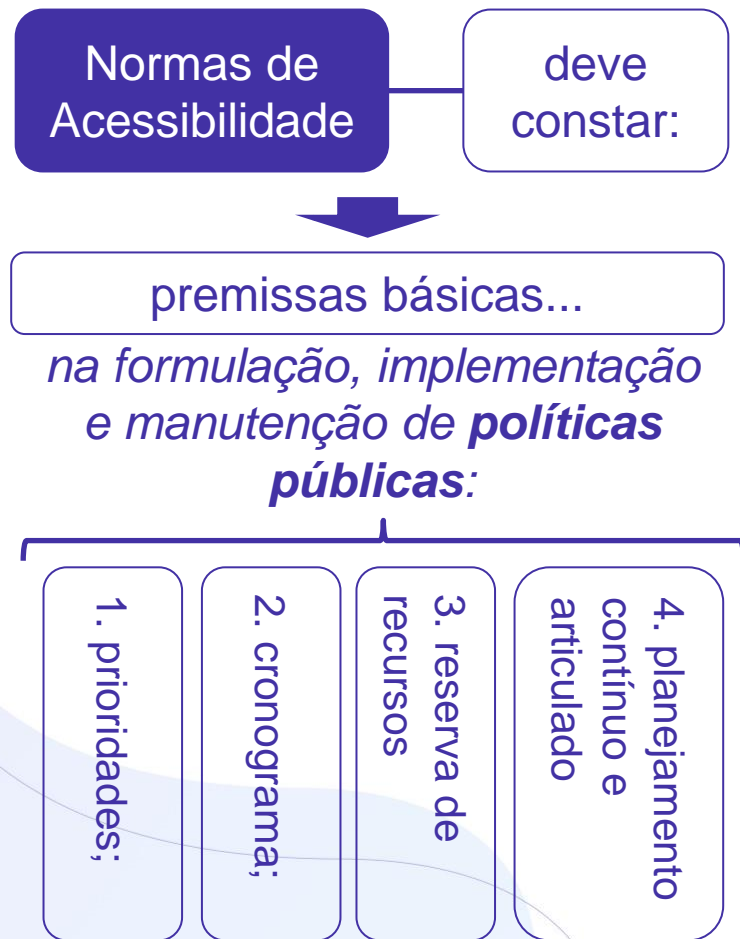 Normas de
Acessibilidade
deve
constar:
premissas básicas...
na formulação, implementação
e manutenção de políticas
públicas:
1. prioridades;
2. cronograma;
3. reserva de
recursos
4. planejamento
contínuo e
articulado